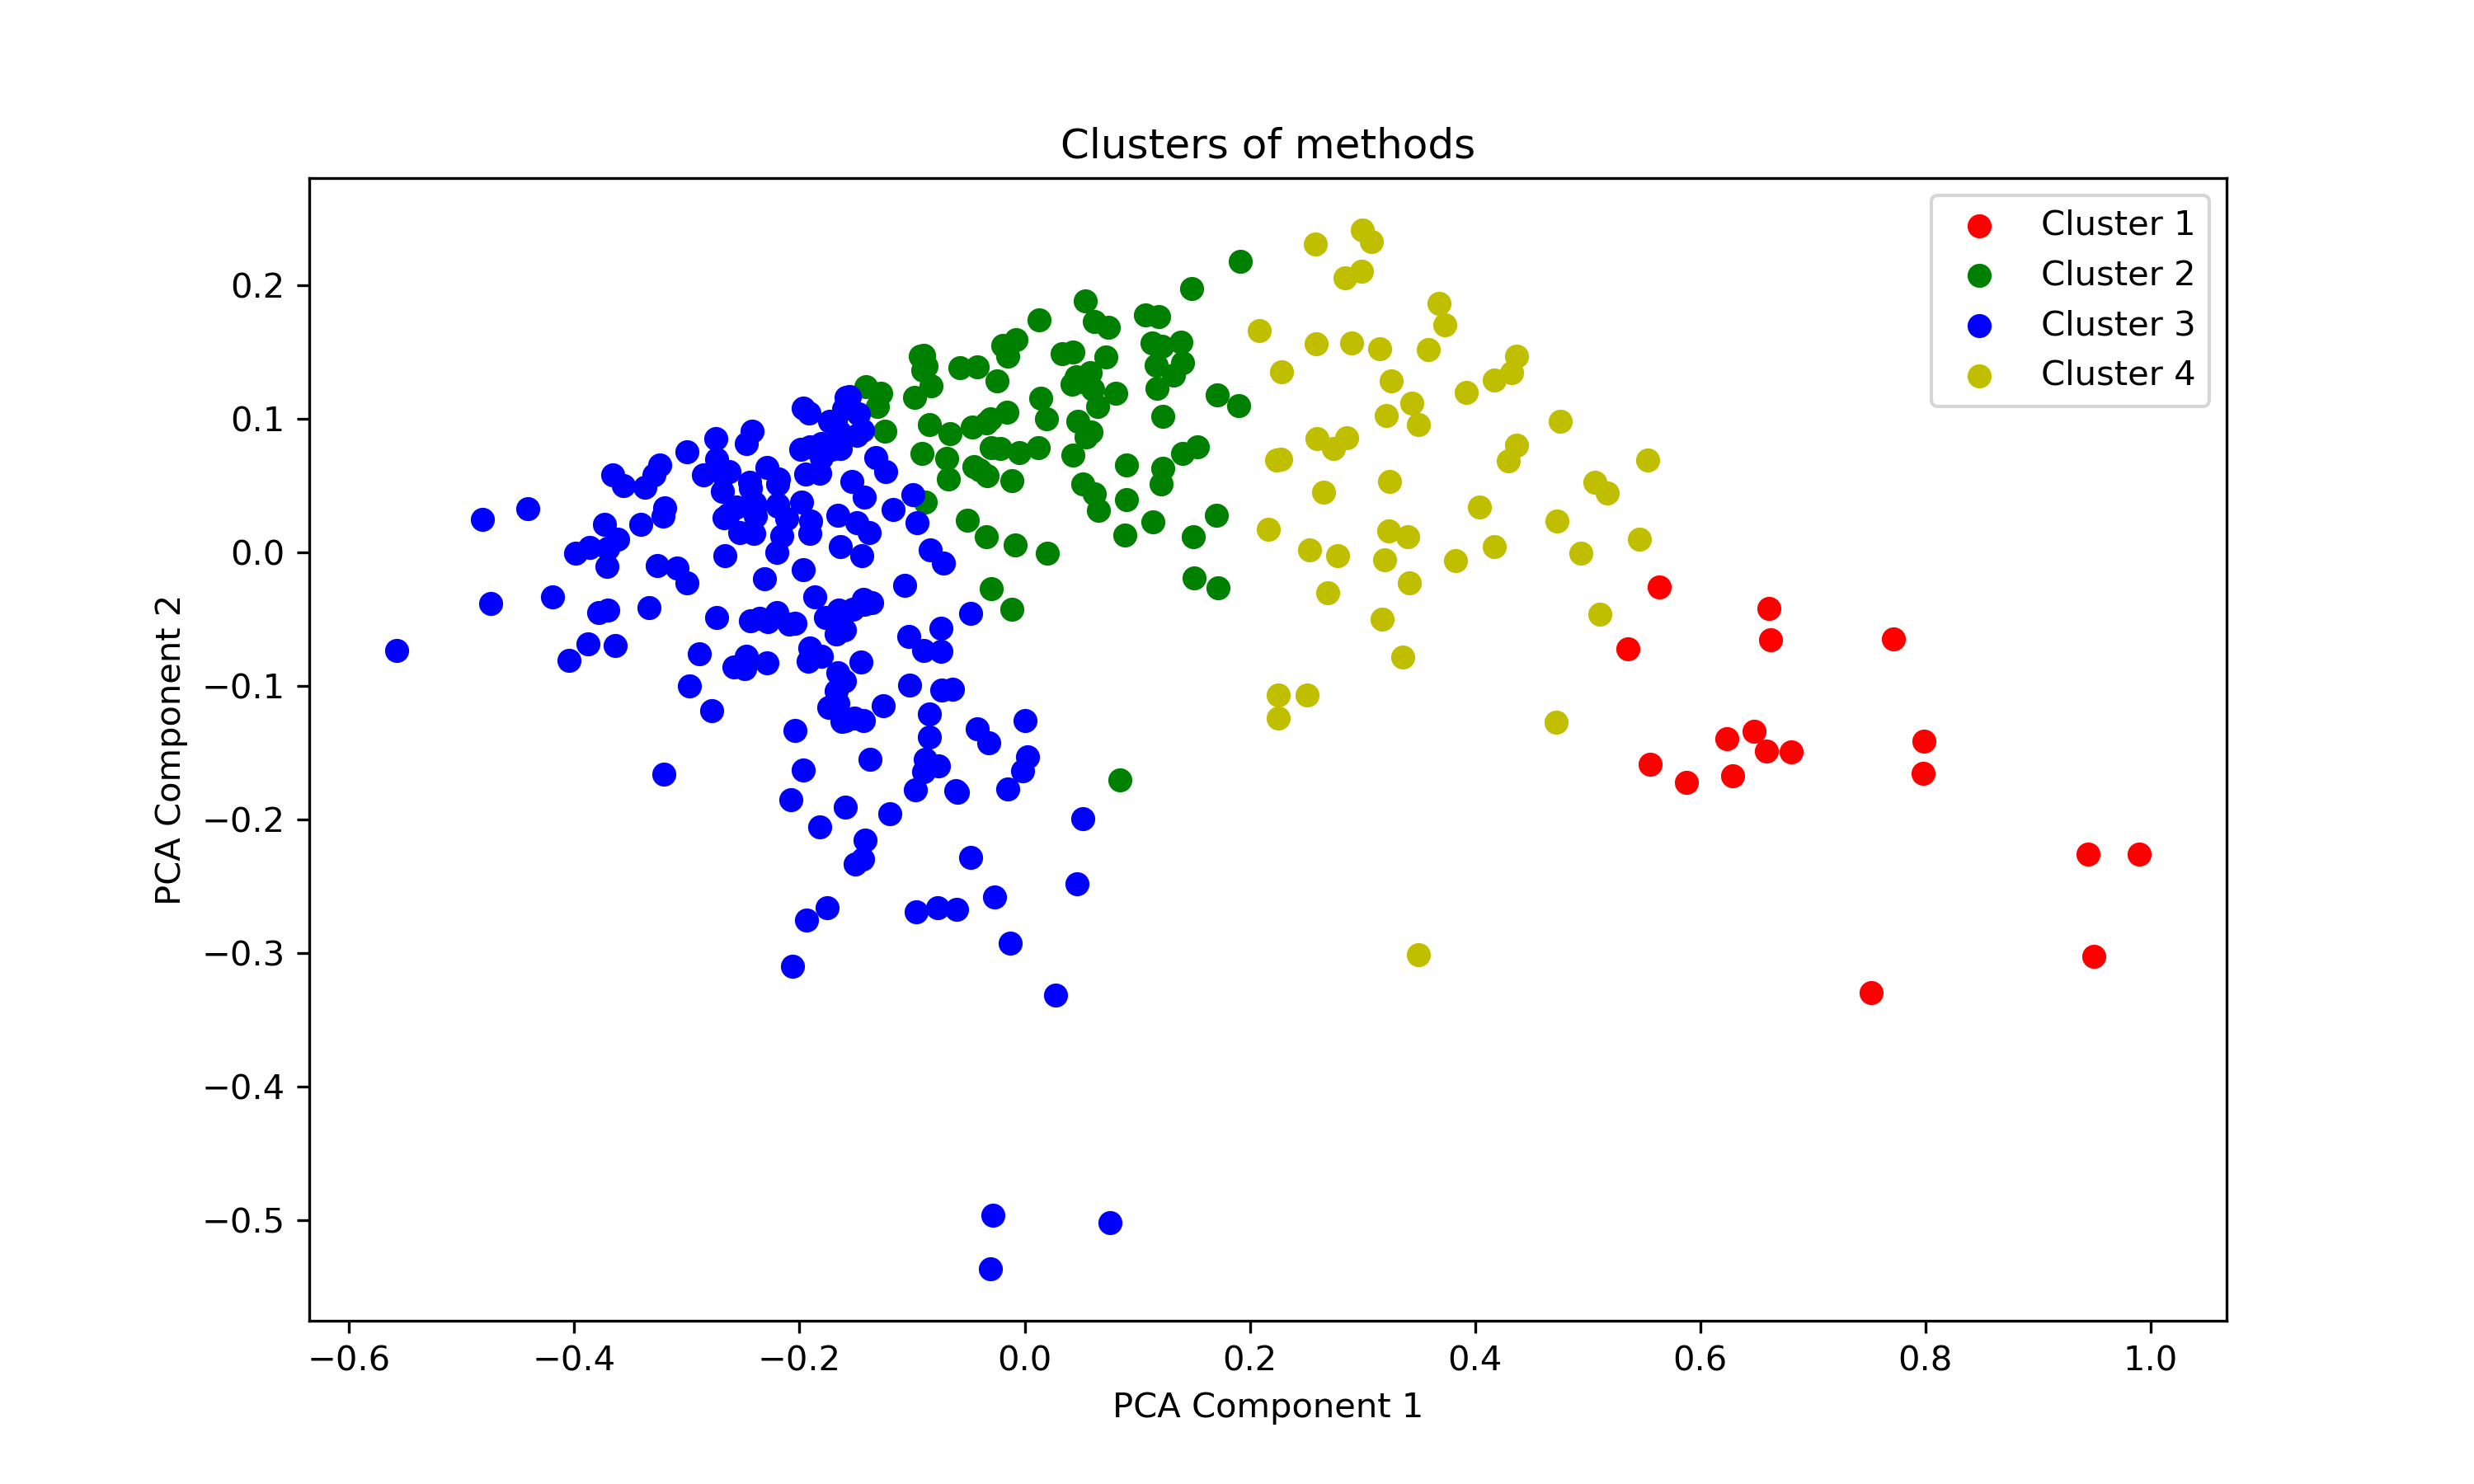 Clusters of methods
Cluster 1
Cluster 2
Cluster 3
Cluster 4
0.2
0.1
0.0
−0.1
−0.2
−0.3
−0.4
−0.5
PCA Component 2
−0.6
−0.4
−0.2
0.0
0.2
0.4
0.6
0.8
1.0
PCA Component 1